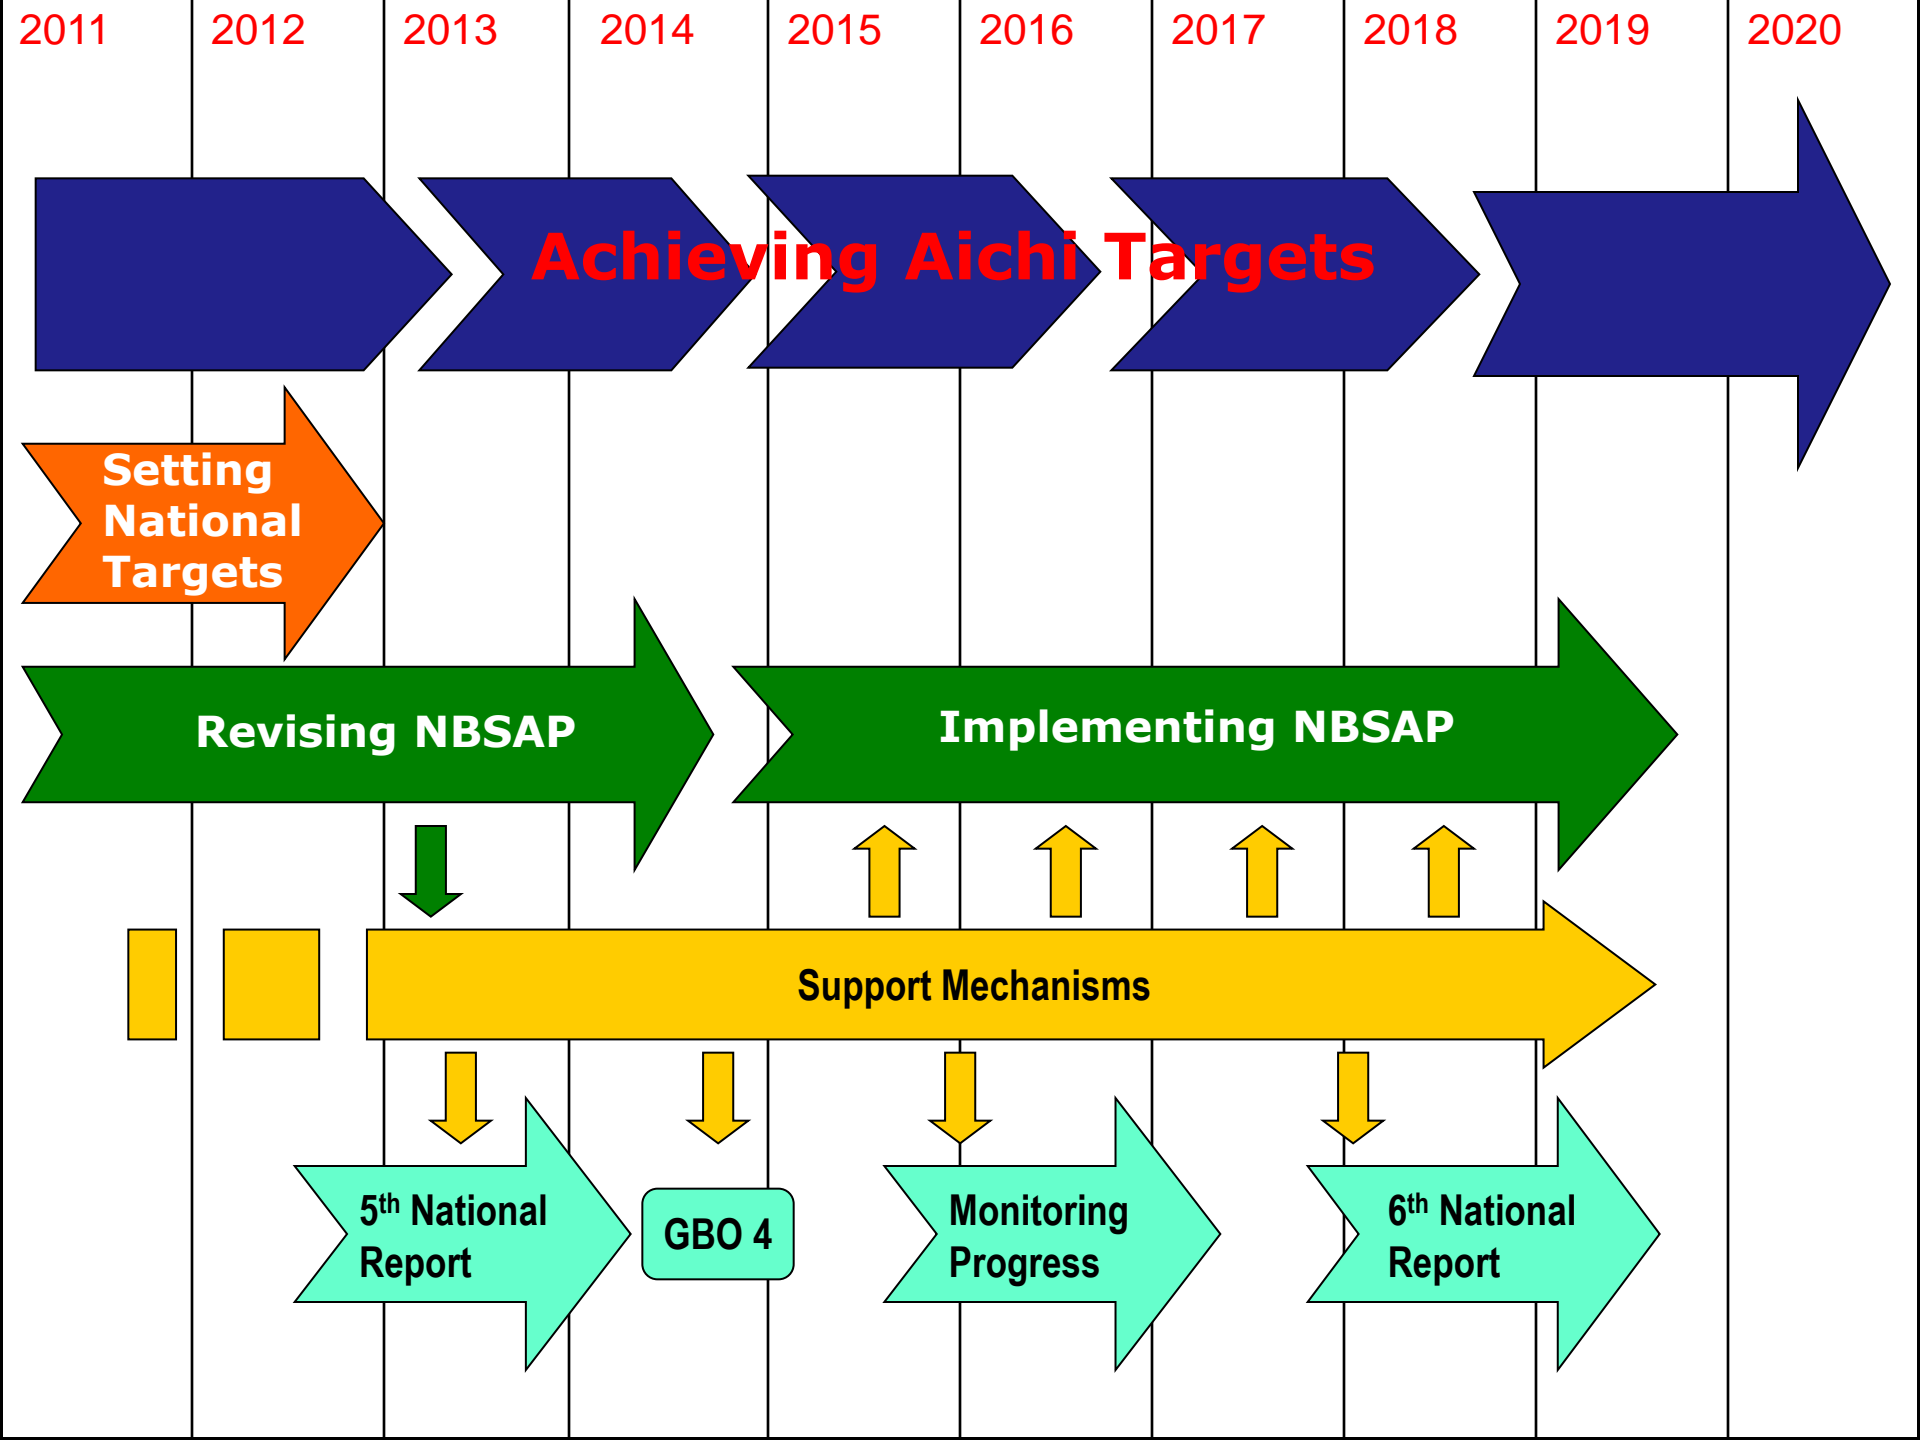 2011 2012 2013 2014 2015 2016 2017 2018 2019 2020
Achieving Aichi Targets
Setting
National
Targets
Revising NBSAP
Implementing NBSAP
Support Mechanisms
5th National
Report
GBO 4
Monitoring
Progress
6th National
Report